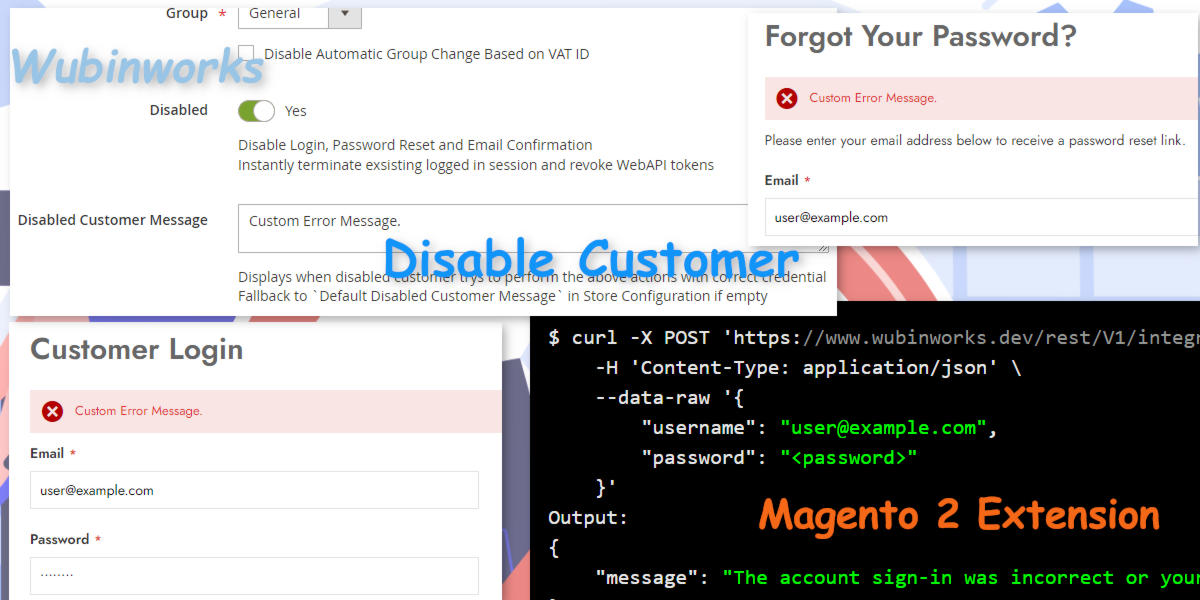 Group *
General
Wubinworks
Disable Automatic Group Change Based on VAT ID
Disabled
Yes
Disable Login, Password Reset and Email Confirmation
Instantly terminate exsisting logged in session and revoke WebAPI tokens
Disabled Customer Message
Custom Error Message.
Disable Customer
Displays when disabled customer trys to perform the above actions with correct credential
Fallback to `Default Disabled Customer Message` in Store Configuration if empty
Forgot Your Password?
Custom Error Message.
Please enter your email address below to receive a password reset link.
Email *
user@example.com
Customer Login
Custom Error Message.
Email *
user@example.com
Password *
........
$ curl -X POST 'https://www.wubinworks.dev/rest/V1/integr
-H 'Content-Type: application/json' \
--data-raw '{
"username": "user@example.com",
"password": "<password>"
}'
Output:
Magento 2 Extension
{
"message": "The account sign-in was incorrect or your